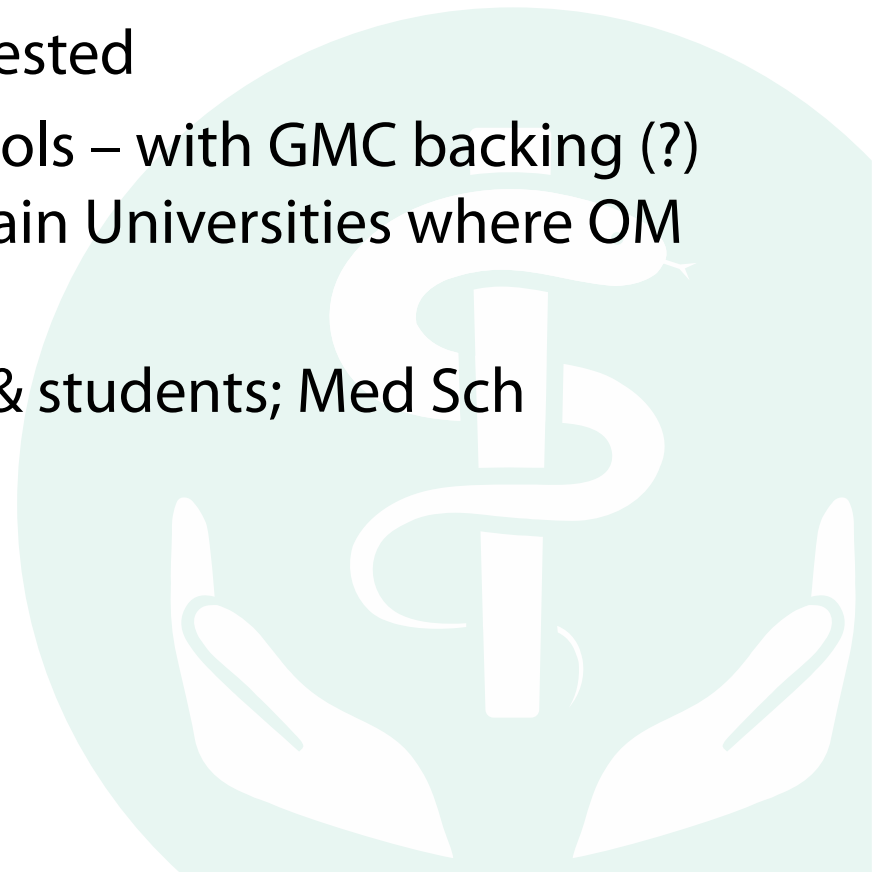 ested
ols – with GMC backing (?)
ain Universities where OM
& students; Med Sch